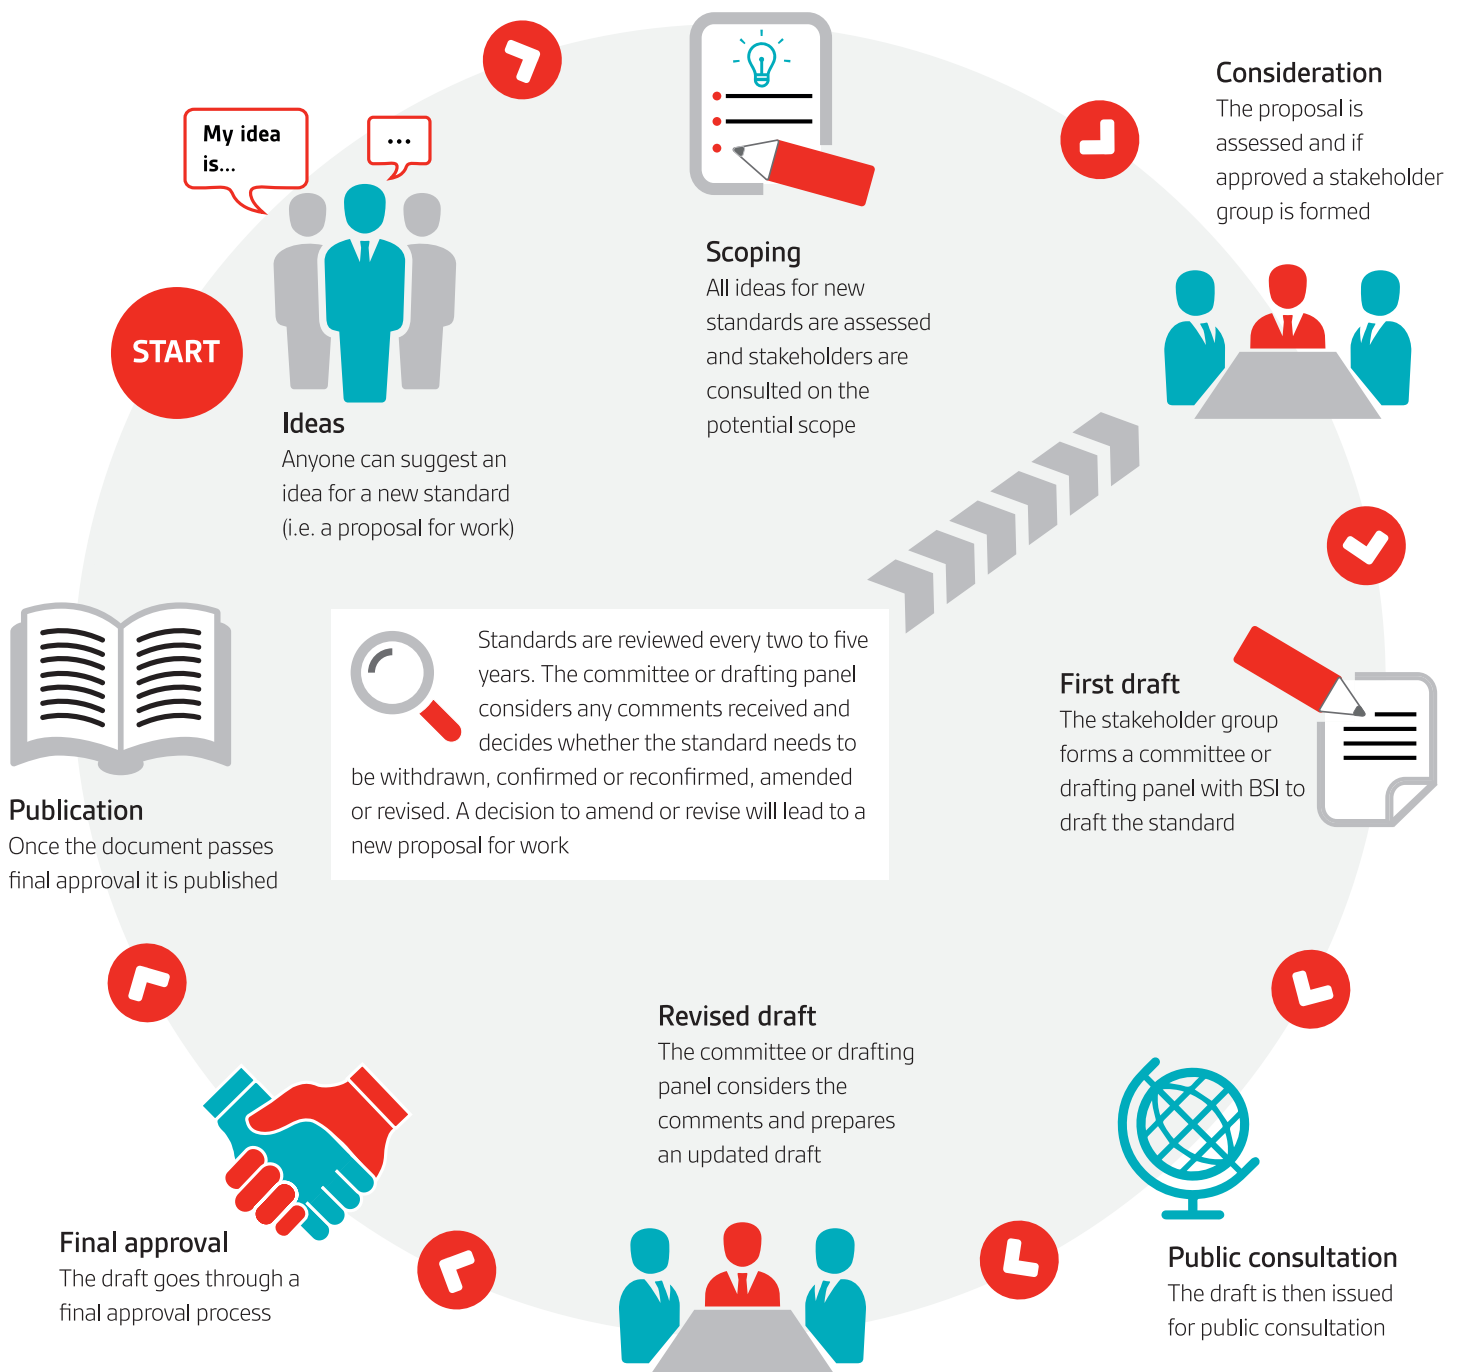 My idea
is...
...
START
Ideas
Anyone can suggest an
idea for a new standard
(i.e. a proposal for work)
Scoping
All ideas for new
standards are assessed
and stakeholders are
consulted on the
potential scope
Consideration
The proposal is
assessed and if
approved a stakeholder
group is formed
First draft
The stakeholder group
forms a committee or
drafting panel with BSI to
draft the standard
Public consultation
The draft is then issued
for public consultation
Revised draft
The committee or drafting
panel considers the
comments and prepares
an updated draft
Final approval
The draft goes through a
final approval process
Publication
Once the document passes
final approval it is published
Standards are reviewed every two to five
years. The committee or drafting panel
considers any comments received and
decides whether the standard needs to
be withdrawn, confirmed or reconfirmed, amended
or revised. A decision to amend or revise will lead to a
new proposal for work